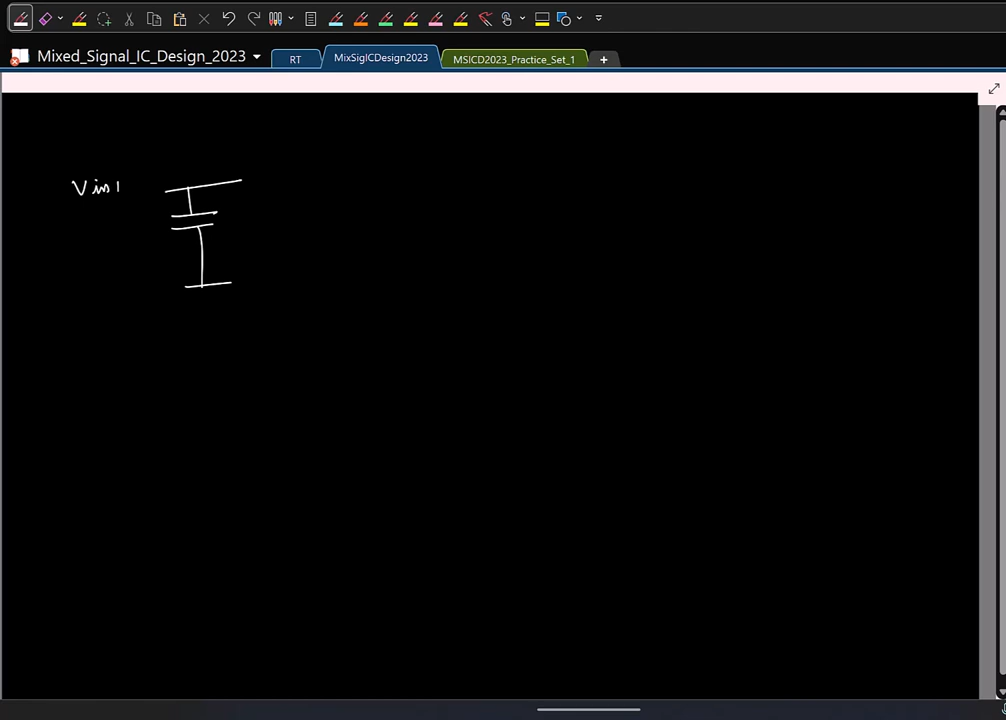 Mixed_Signal_IC_Design_2023
RT
MixSigICDesign2023
MSICD2023_Practice_Set_1
Vin1